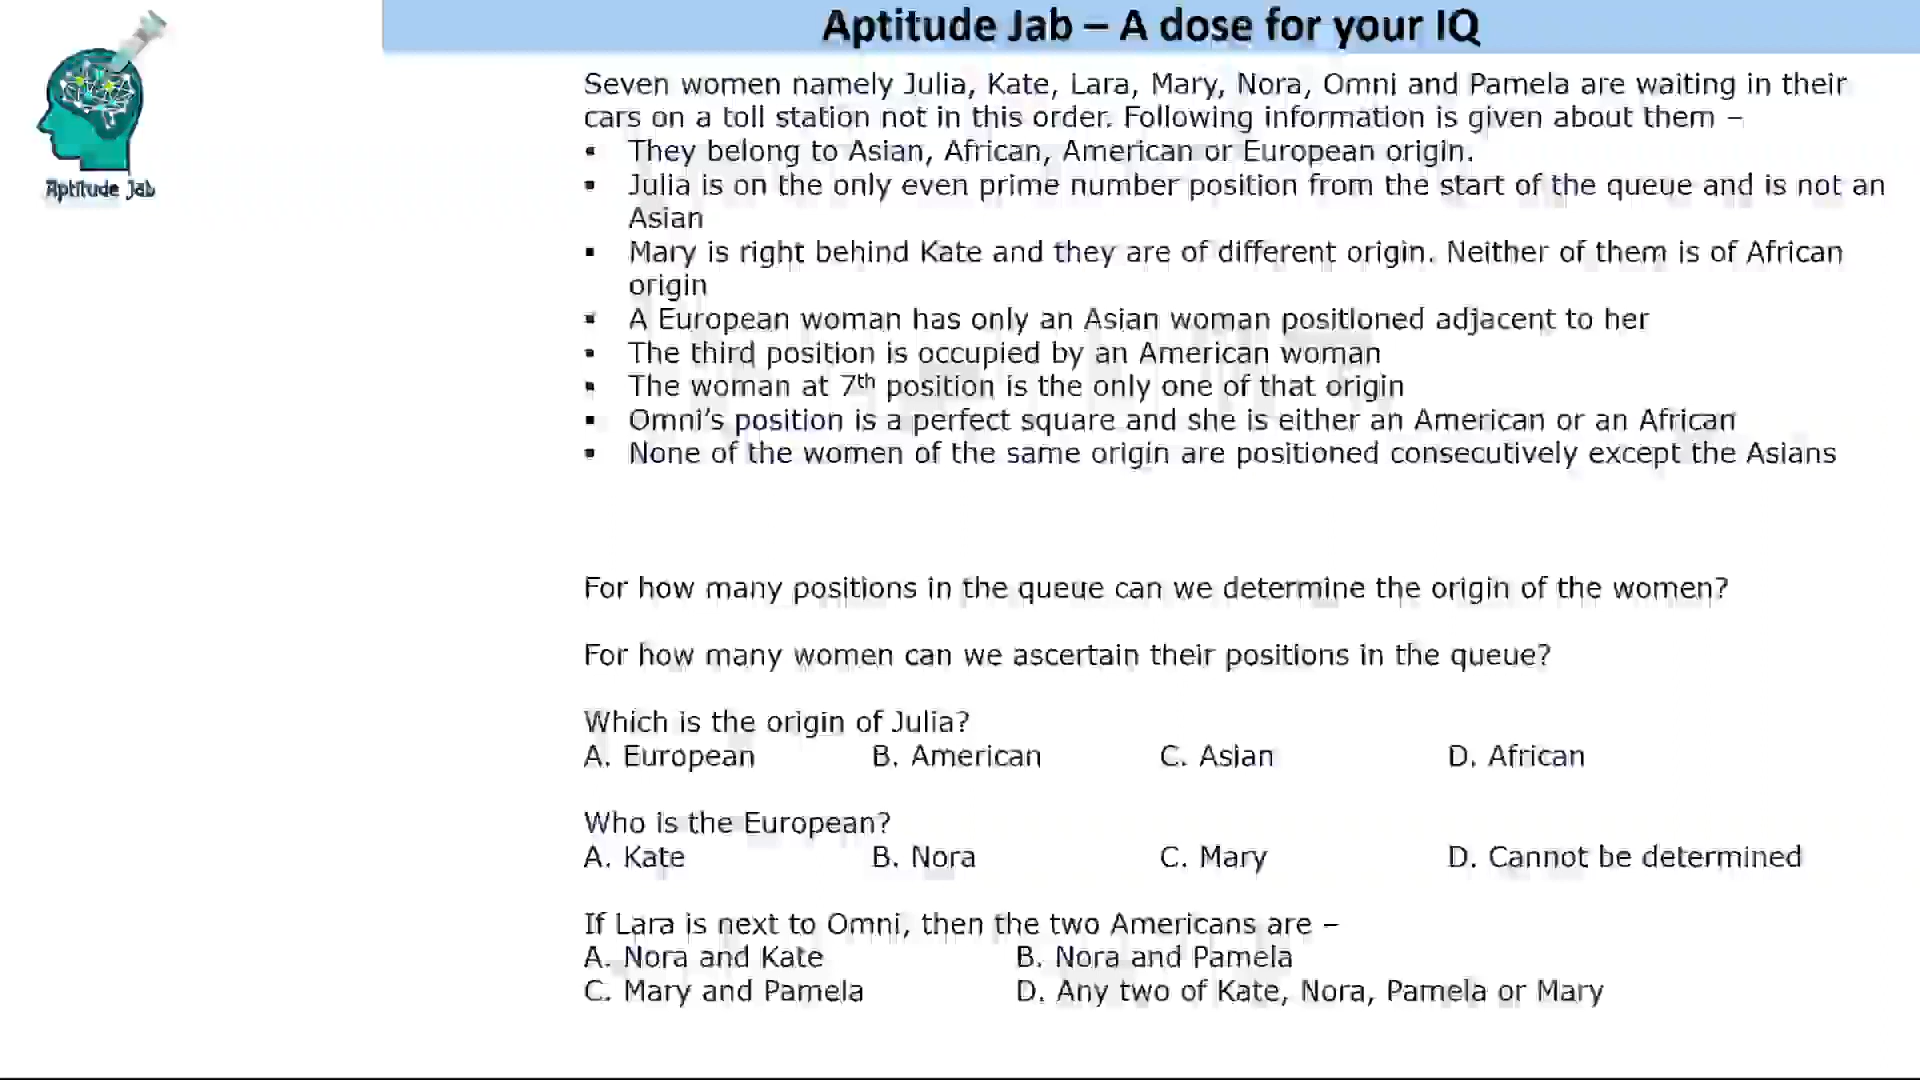 Aptitude Jab – A dose for your IQ
Aptitude Jab
Seven women namely Julia, Kate, Lara, Mary, Nora, Omni and Pamela are waiting in their
cars on a toll station not in this order. Following information is given about them –
▪ They belong to Asian, African, American or European origin.
▪ Julia is on the only even prime number position from the start of the queue and is not an
Asian
▪ Mary is right behind Kate and they are of different origin. Neither of them is of African
origin
▪ A European woman has only an Asian woman positioned adjacent to her
▪ The third position is occupied by an American woman
▪ The woman at 7th position is the only one of that origin
▪ Omni’s position is a perfect square and she is either an American or an African
▪ None of the women of the same origin are positioned consecutively except the Asians
For how many positions in the queue can we determine the origin of the women?
For how many women can we ascertain their positions in the queue?
Which is the origin of Julia?
A. European B. American C. Asian D. African
Who is the European?
A. Kate B. Nora C. Mary D. Cannot be determined
If Lara is next to Omni, then the two Americans are –
A. Nora and Kate B. Nora and Pamela
C. Mary and Pamela D. Any two of Kate, Nora, Pamela or Mary